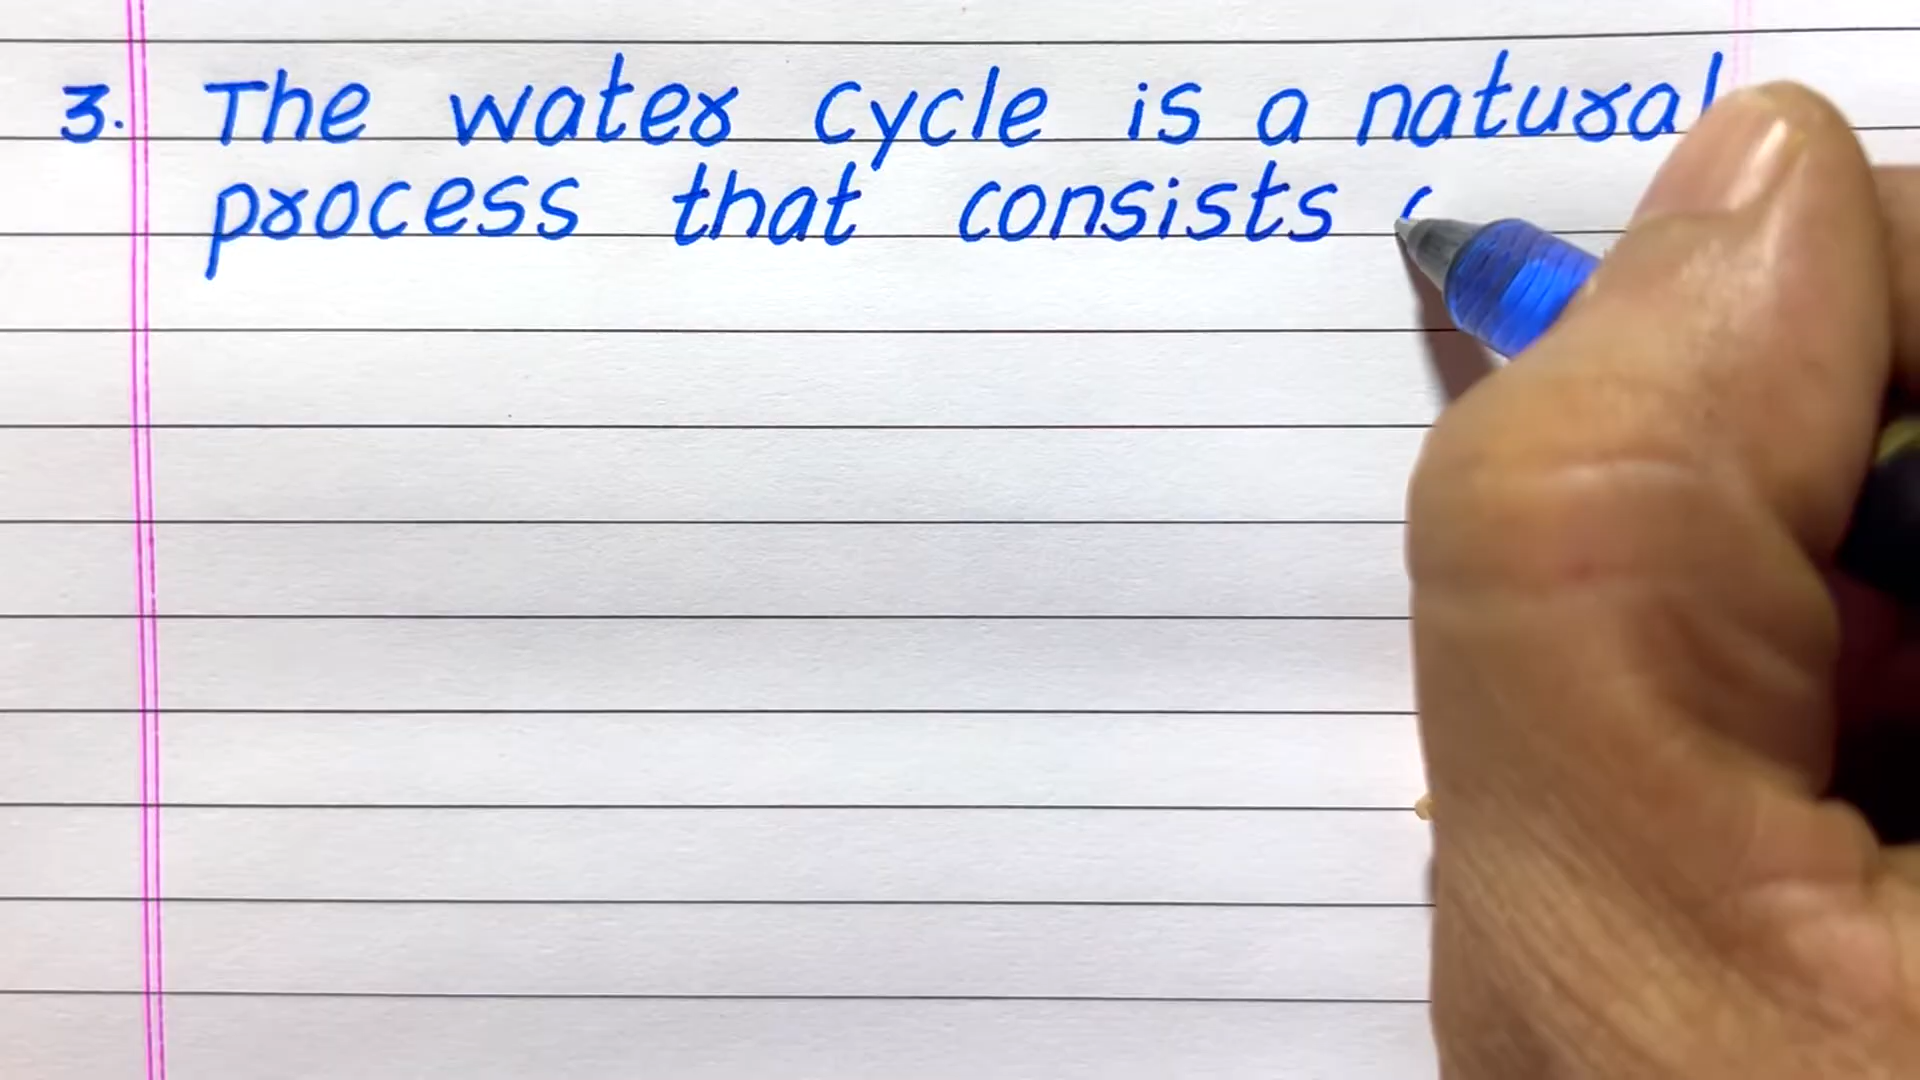 3. The water cycle is a natural
process that consists